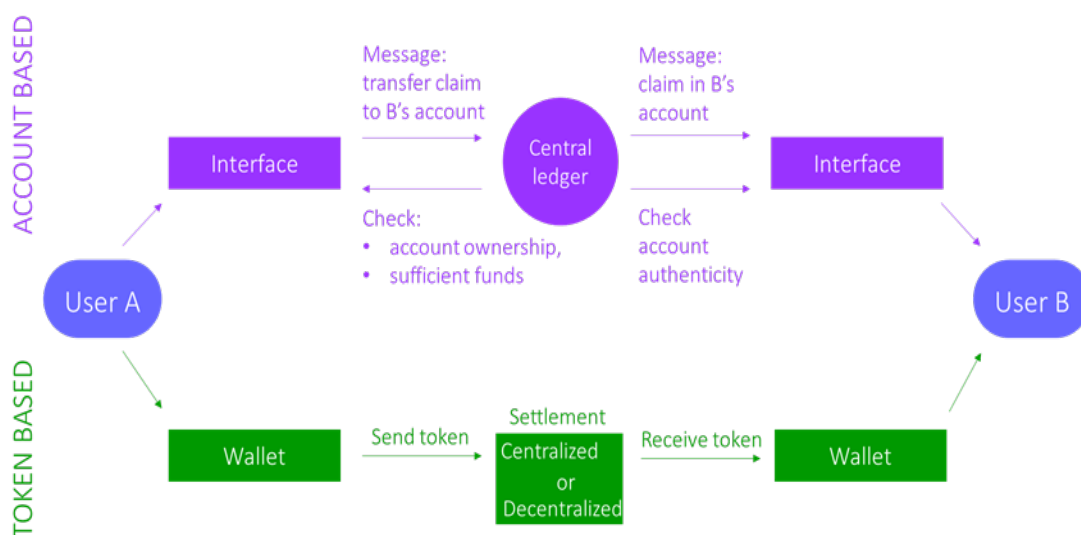 ACCOUNT BASED
Message:
transfer claim
to B's account
Message:
claim in B's
account
Interface
Central
ledger
Interface
Check:
• account ownership,
• sufficient funds
Check
account
authenticity
User A
User B
TOKEN BASED
Wallet
Send token
Settlement
Centralized
or
Decentralized
Receive token
Wallet